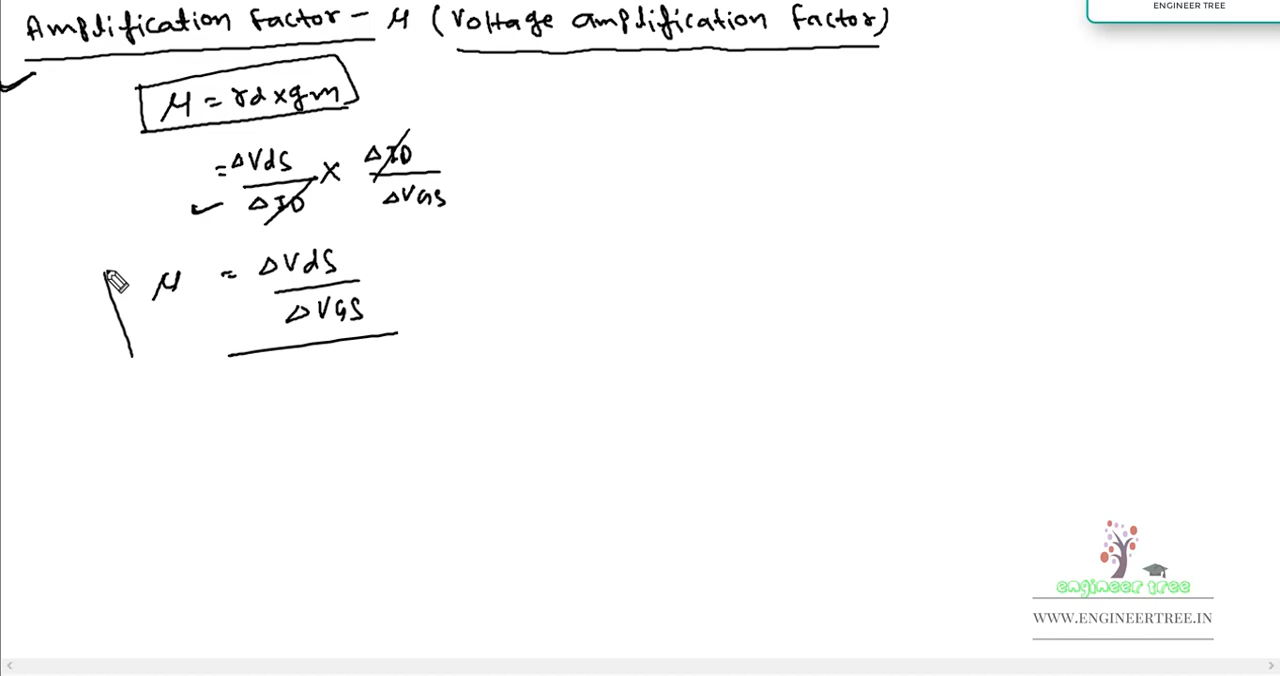 ENGINEER TREE
Amplification Factor - μ (Voltage amplification factor)
μ = rd x gm
= ΔVds / ΔID x ΔID / ΔVGS
μ = ΔVds / ΔVGS
engineer tree
WWW.ENGINEERTREE.IN